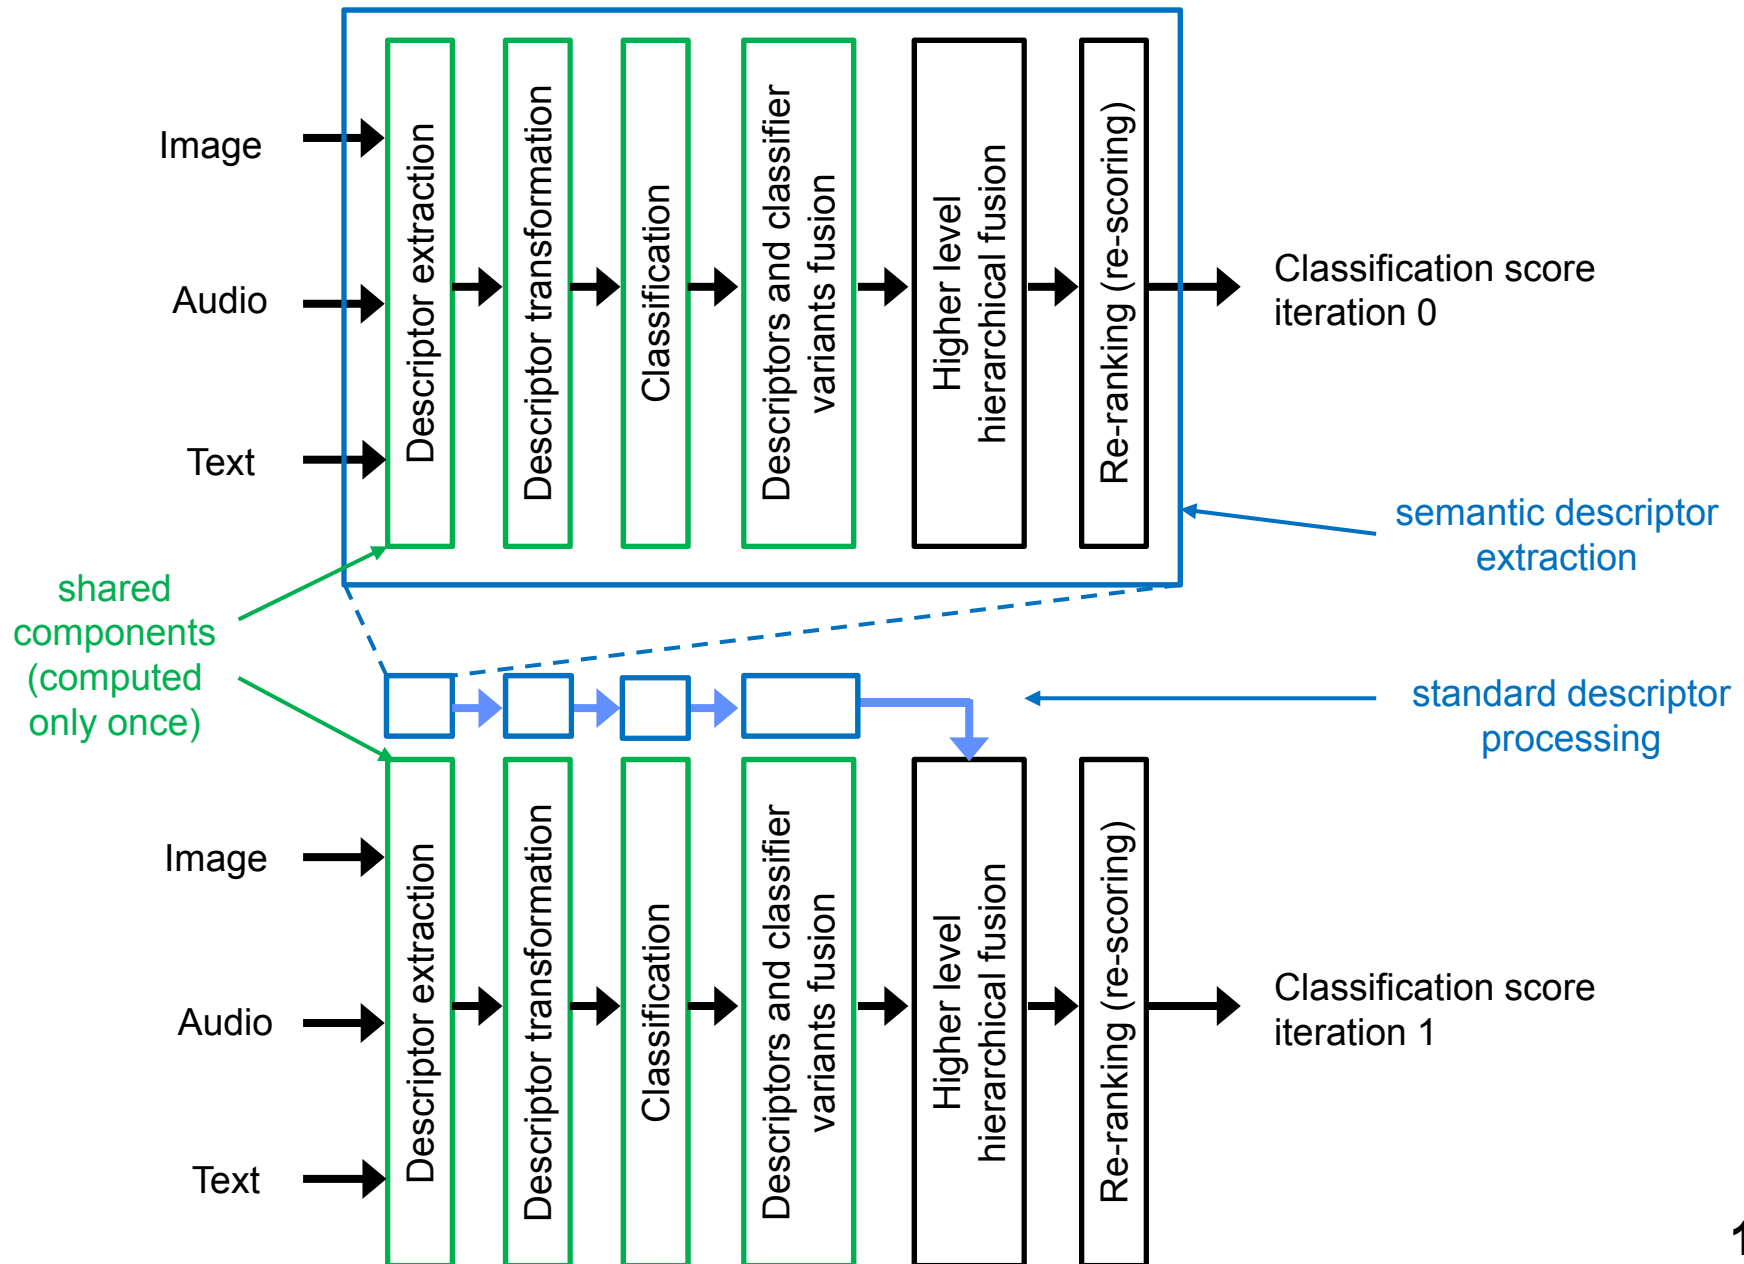 Image
Audio
Text
Descriptor extraction
Descriptor transformation
Classification
Descriptors and classifier
variants fusion
Higher level
hierarchical fusion
Re-ranking (re-scoring)
Classification score
iteration 0
semantic descriptor
extraction
shared
components
(computed
only once)
standard descriptor
processing
Image
Audio
Text
Descriptor extraction
Descriptor transformation
Classification
Descriptors and classifier
variants fusion
Higher level
hierarchical fusion
Re-ranking (re-scoring)
Classification score
iteration 1
1